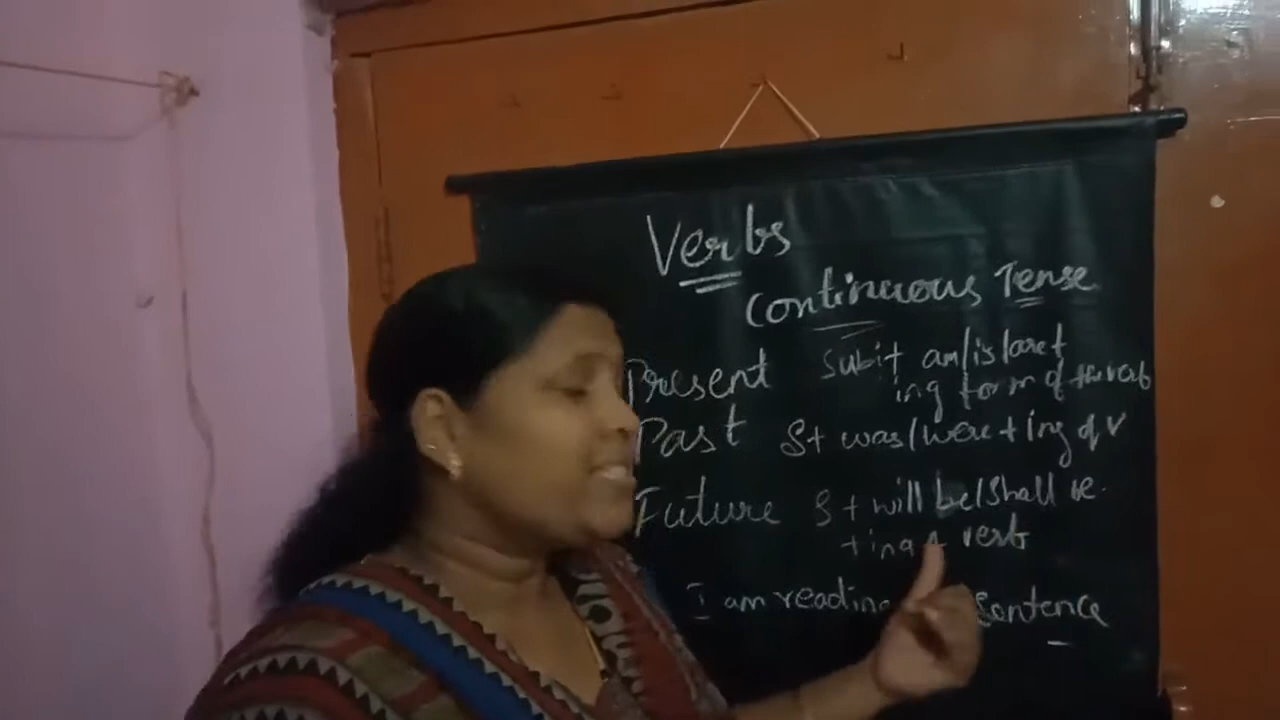 Verbs
Continuous Tense
Present Subj+ am/is/are+
ing form of the verb
Past S+ was/were + ing of V
Future S + will be/shall be.
+ ing verb
I am reading sentence